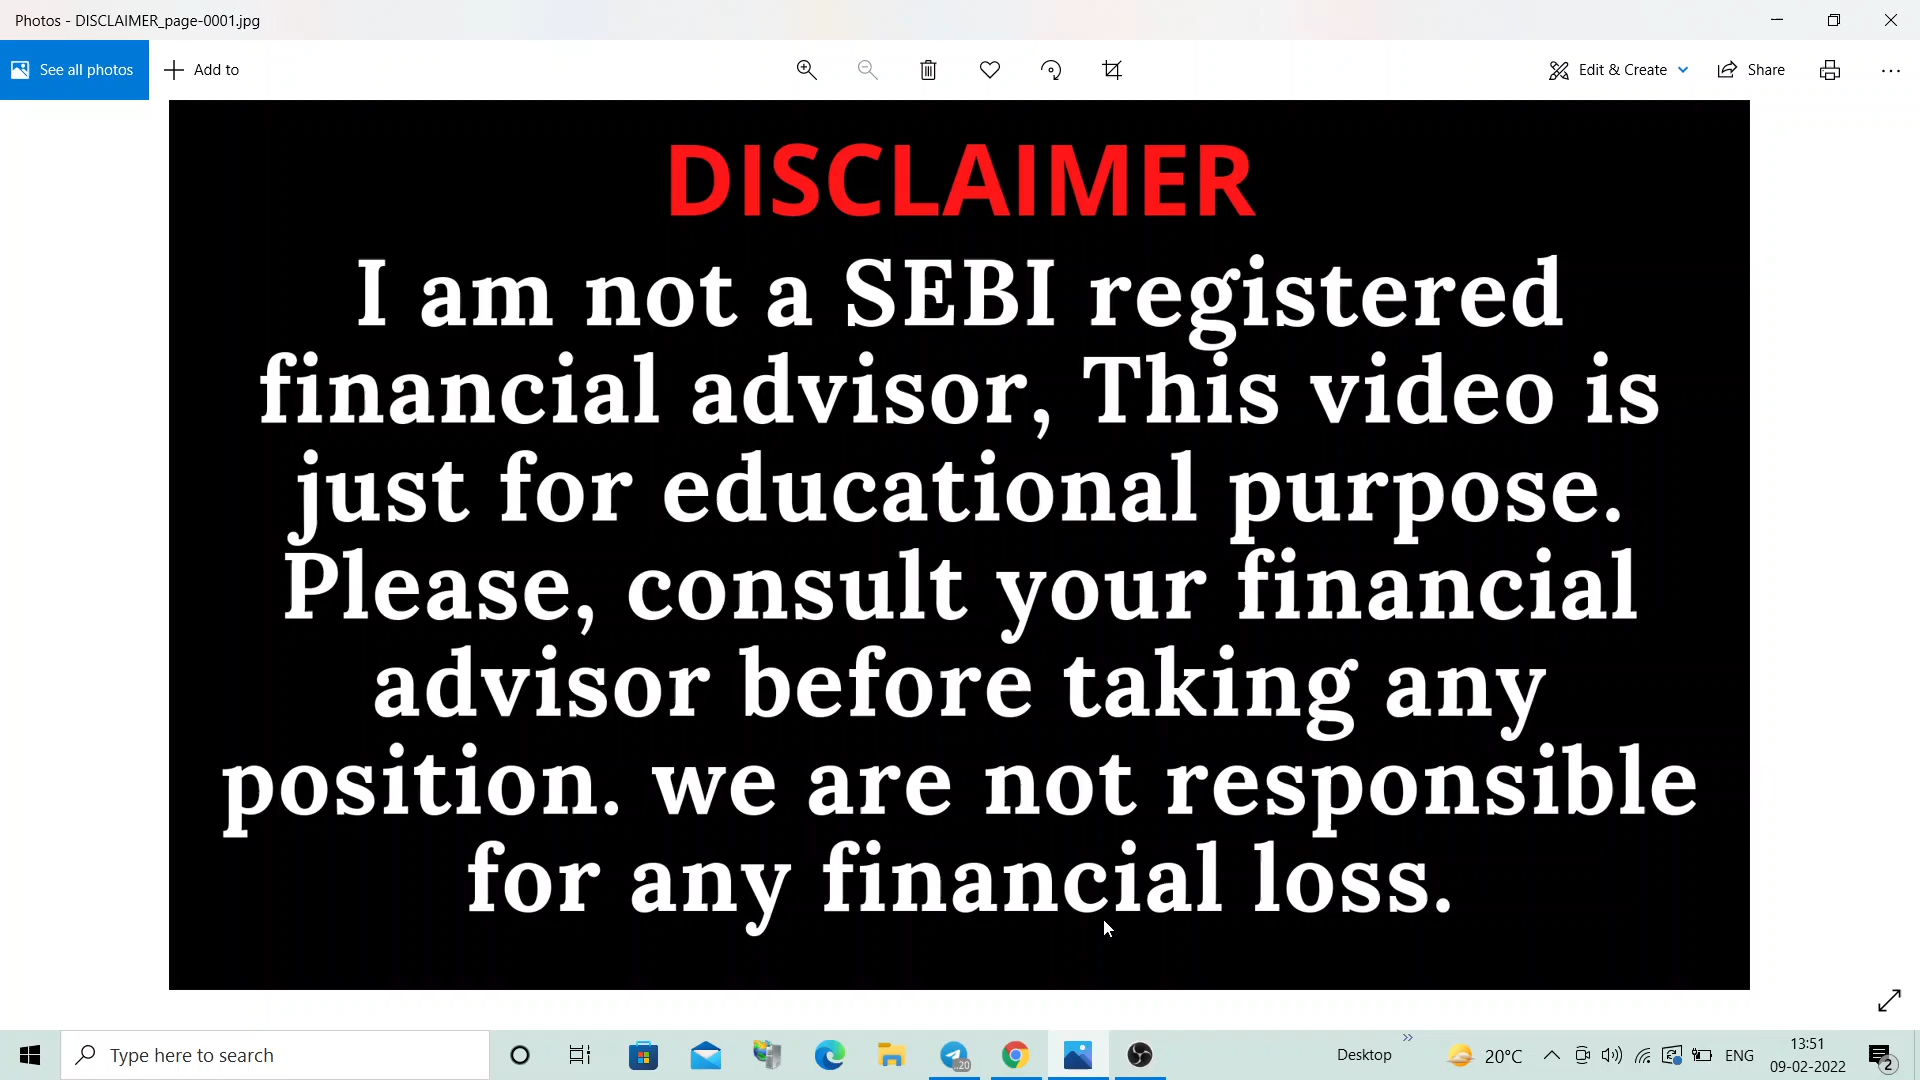 Photos - DISCLAIMER_page-0001.jpg
See all photos
Add to
Edit & Create
Share
DISCLAIMER
I am not a SEBI registered
financial advisor, This video is
just for educational purpose.
Please, consult your financial
advisor before taking any
position. we are not responsible
for any financial loss.
Type here to search
..20
Desktop
20°C
ENG
13:51
09-02-2022
2